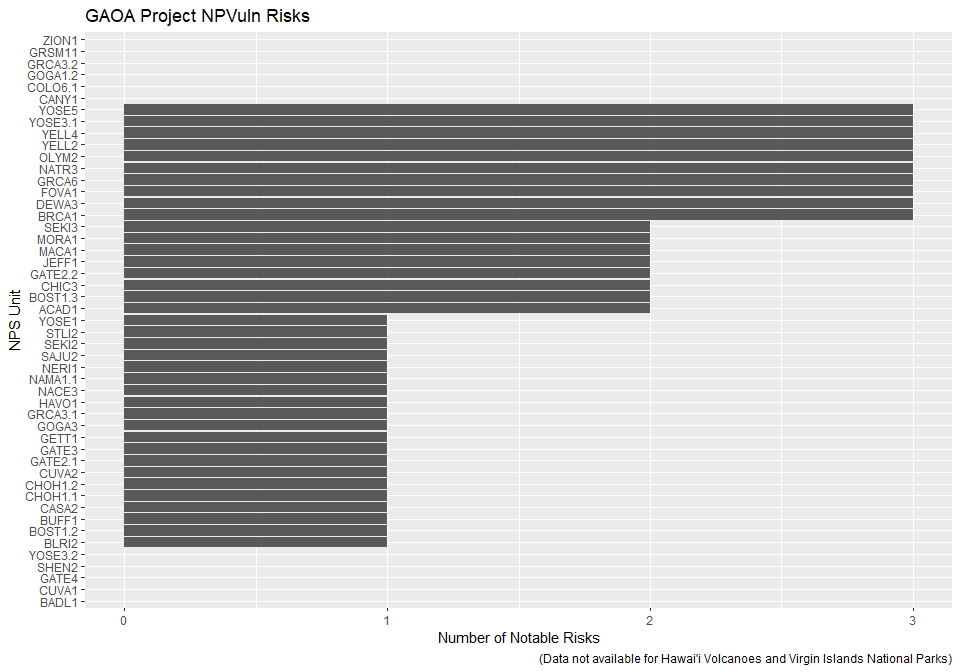 GAOA Project NPVuln Risks
ZION1
GRSM11
GRCA3.2
GOGA1.2
COLO6.1
CANY1
YOSE5
YOSE3.1
YELL4
YELL2
OLYM2
NATR3
GRCA6
FOVA1
DEWA3
BRCA1
SEKI3
MORA1
MACA1
JEFF1
GATE2.2
CHIC3
BOST1.3
ACAD1
YOSE1
STLI2
SEKI2
SAJU2
NERI1
NAMA1.1
NACE3
HAVO1
GRCA3.1
GOGA3
GETT1
GATE3
GATE2.1
CUVA2
CHOH1.2
CHOH1.1
CASA2
BUFF1
BOST1.2
BLRI2
YOSE3.2
SHEN2
GATE4
CUVA1
BADL1
NPS Unit
0 1 2 3
Number of Notable Risks
(Data not available for Hawai'i Volcanoes and Virgin Islands National Parks)